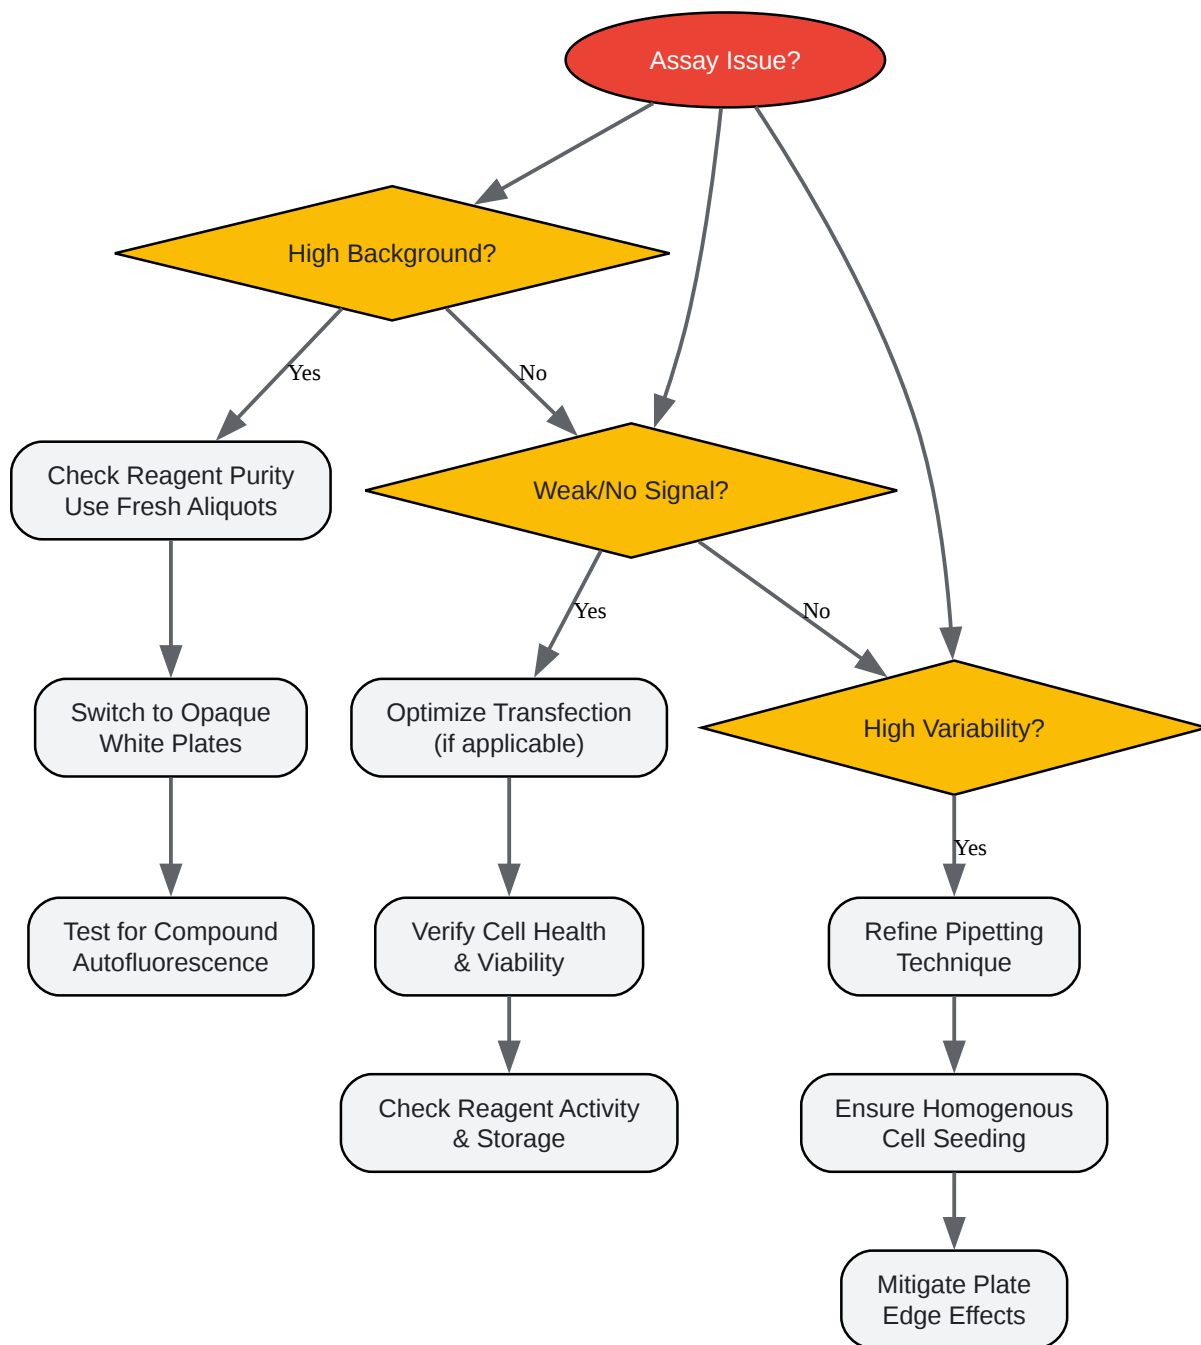 Assay Issue?
High Background?
Yes
No
Check Reagent Purity
Use Fresh Aliquots
Weak/No Signal?
Yes
No
Switch to Opaque
White Plates
Optimize Transfection
(if applicable)
High Variability?
Yes
Test for Compound
Autofluorescence
Verify Cell Health
& Viability
Refine Pipetting
Technique
Check Reagent Activity
& Storage
Ensure Homogenous
Cell Seeding
Mitigate Plate
Edge Effects